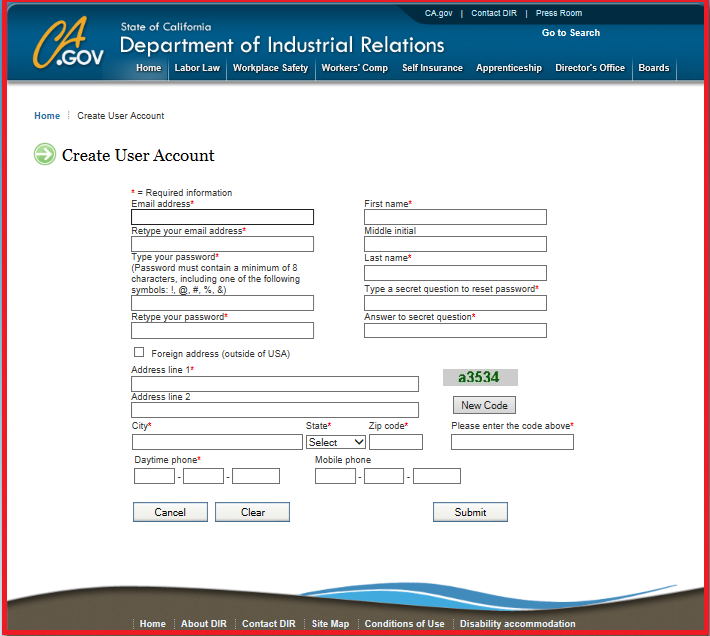 CA.gov | Contact DIR | Press Room
CA
.GOV
State of California
Department of Industrial Relations
Go to Search
Home Labor Law Workplace Safety Workers' Comp Self Insurance Apprenticeship Director's Office Boards
Home Create User Account
Create User Account
* = Required information
Email address*
First name*
Retype your email address*
Middle initial
Type your password*
(Password must contain a minimum of 8
characters, including one of the following
symbols: !, @, #, %, &)
Last name*
Type a secret question to reset password*
Retype your password*
Answer to secret question*
Foreign address (outside of USA)
Address line 1*
a3534
Address line 2
New Code
City* State* Zip code* Please enter the code above*
Select
Daytime phone* Mobile phone
- - - -
Cancel Clear Submit
Home About DIR Contact DIR Site Map Conditions of Use Disability accommodation